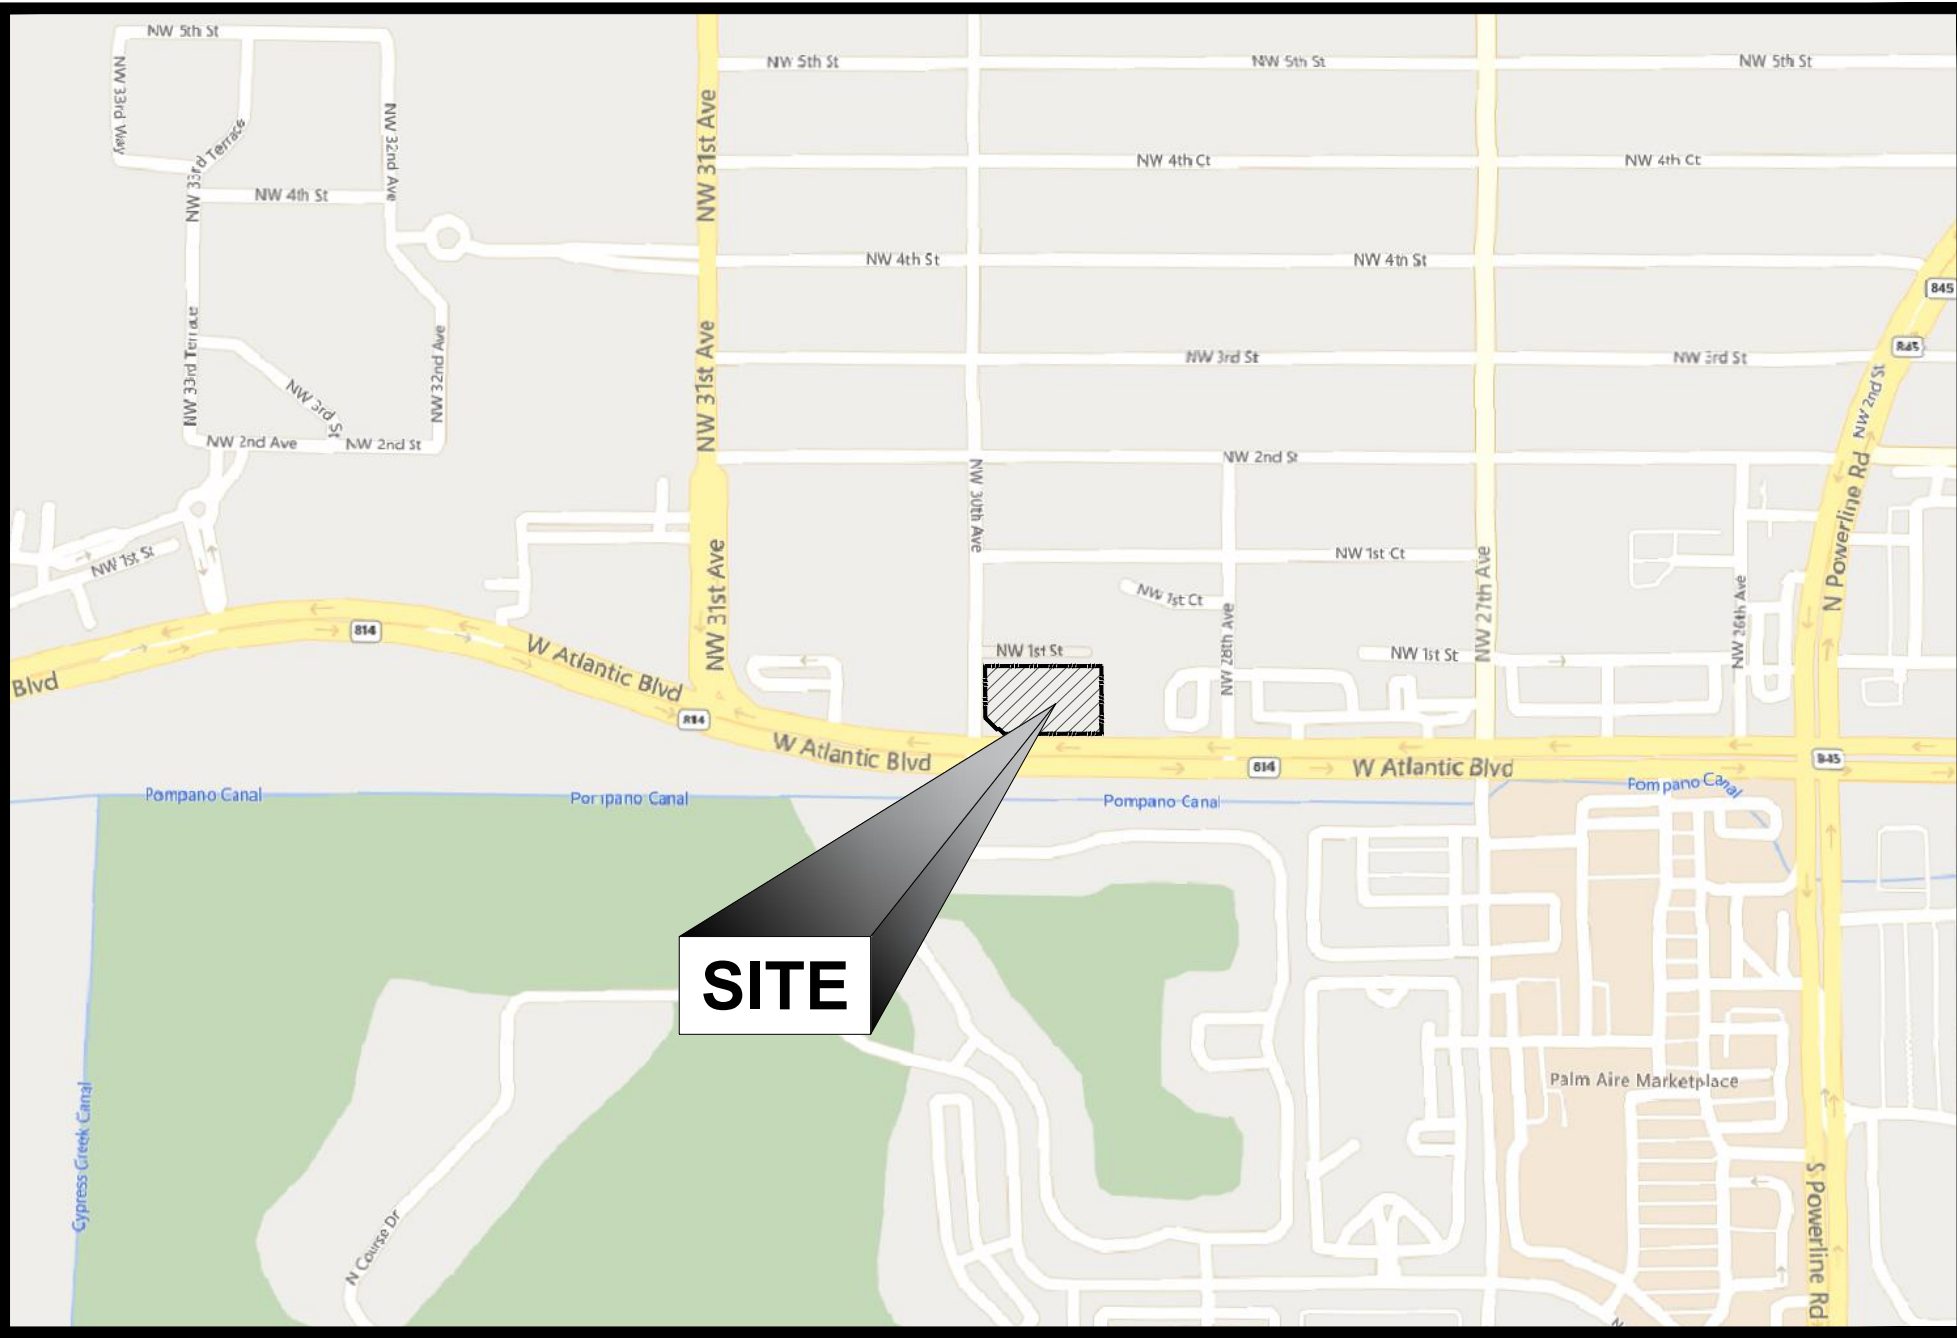 NW 5th St
NW 5th St
NW 5th St
NW 5th St
NW 33rd Way
NW 32nd Ave
NW 31st Ave
NW 33rd Terrace
NW 4th Ct
NW 4th Ct
NW 4th St
NW 4th St
NW 4th St
845
NW 33rd Terrace
NW 32nd Ave
NW 31st Ave
NW 3rd St
NW 3rd St
NW 3rd St
845
NW 2nd St
NW 2nd Ave
NW 2nd St
NW 2nd St
NW 30th Ave
N Powerline Rd
NW 1st St
NW 31st Ave
NW 1st Ct
NW 1st Ct
NW 28th Ave
NW 27th Ave
NW 26th Ave
814
W Atlantic Blvd
NW 1st St
NW 1st St
Blvd
814
W Atlantic Blvd
814
W Atlantic Blvd
845
Pompano Canal
Pompano Canal
Pompano Canal
Pompano Canal
SITE
Palm Aire Marketplace
Cypress Creek Canal
N Course Dr
S Powerline Rd
N